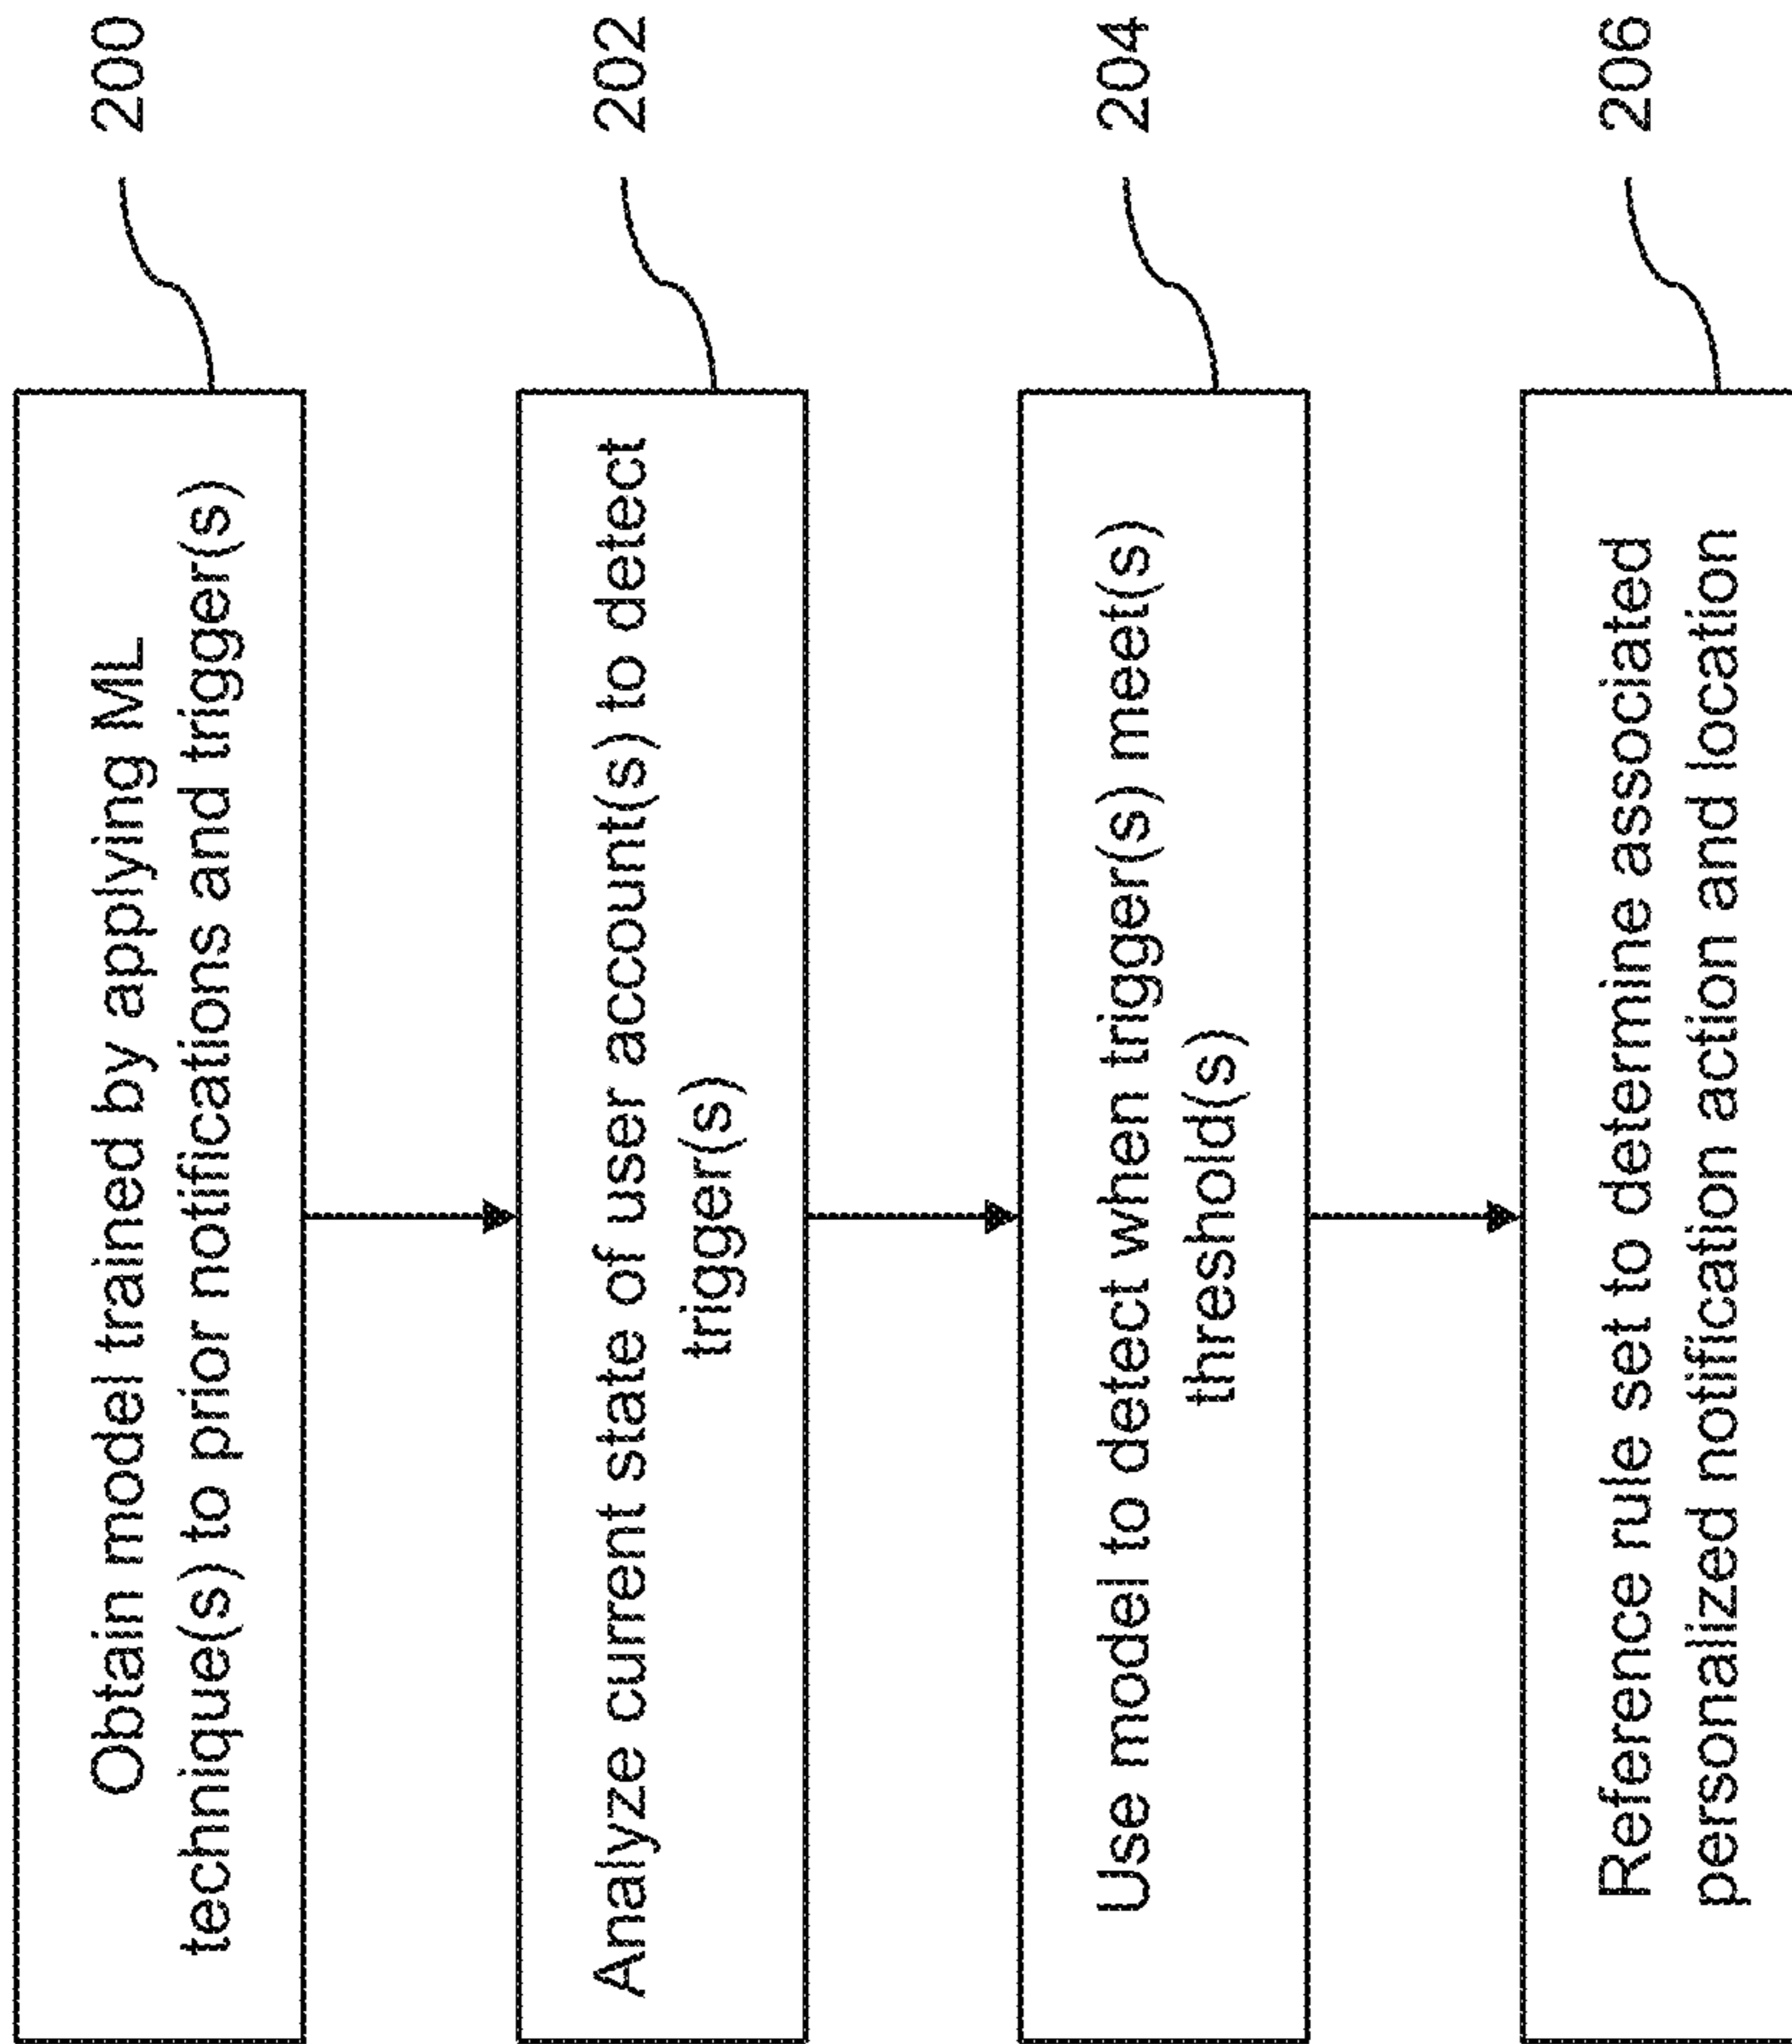 Obtain model trained by applying ML
technique(s) to prior notifications and trigger(s)
200
Analyze current state of user account(s) to detect
trigger(s)
202
Use model to detect when trigger(s) meet(s)
threshold(s)
204
Reference rule set to determine associated
personalized notification action and location
206